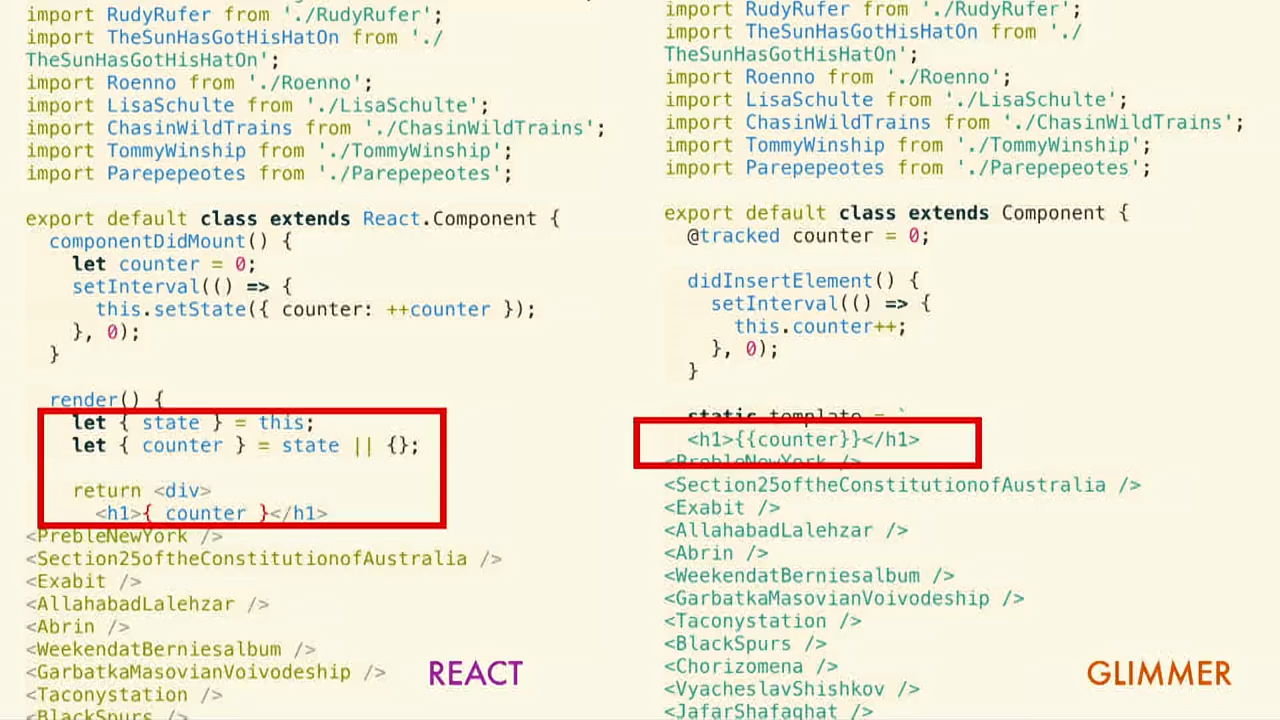 import RudyRufer from './RudyRufer';
import TheSunHasGotHisHatOn from './
TheSunHasGotHisHatOn';
import Roenno from './Roenno';
import LisaSchulte from './LisaSchulte';
import ChasinWildTrains from './ChasinWildTrains';
import TommyWinship from './TommyWinship';
import Parepepeotes from './Parepepeotes';
export default class extends React.Component {
componentDidMount() {
let counter = 0;
setInterval(() => {
this.setState({ counter: ++counter });
}, 0);
}
render() {
let { state } = this;
let { counter } = state || {};
return <div>
<h1>{ counter }</h1>
<PrebleNewYork />
<Section25oftheConstitutionofAustralia />
<Exabit />
<AllahabadLalehzar />
<Abrin />
<WeekendatBerniesalbum />
<GarbatkaMasovianVoivodeship />
<Taconystation />
<BlackSpurs />
REACT
import RudyRufer from './RudyRufer';
import TheSunHasGotHisHatOn from './
TheSunHasGotHisHatOn';
import Roenno from './Roenno';
import LisaSchulte from './LisaSchulte';
import ChasinWildTrains from './ChasinWildTrains';
import TommyWinship from './TommyWinship';
import Parepepeotes from './Parepepeotes';
export default class extends Component {
@tracked counter = 0;
didInsertElement() {
setInterval(() => {
this.counter++;
}, 0);
}
static template = `
<h1>{{counter}}</h1>
<PrebleNewYork />
<Section25oftheConstitutionofAustralia />
<Exabit />
<AllahabadLalehzar />
<Abrin />
<WeekendatBerniesalbum />
<GarbatkaMasovianVoivodeship />
<Taconystation />
<BlackSpurs />
<Chorizomena />
<VyacheslavShishkov />
<JafarShafaghat />
GLIMMER